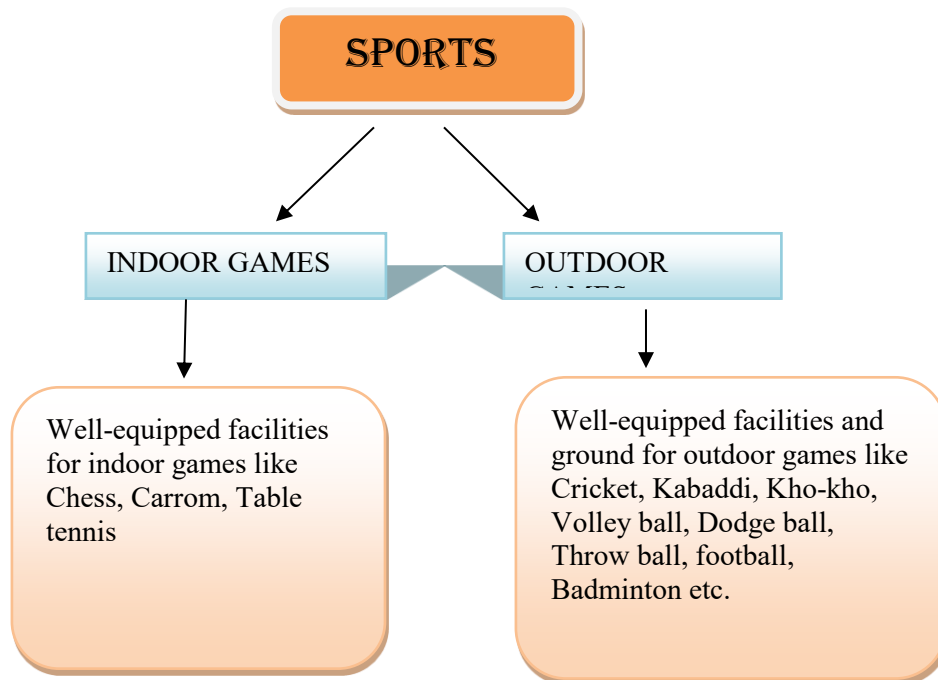 SPORTS
INDOOR GAMES
OUTDOOR
Well-equipped facilities
for indoor games like
Chess, Carrom, Table
tennis
Well-equipped facilities and
ground for outdoor games like
Cricket, Kabaddi, Kho-kho,
Volley ball, Dodge ball,
Throw ball, football,
Badminton etc.